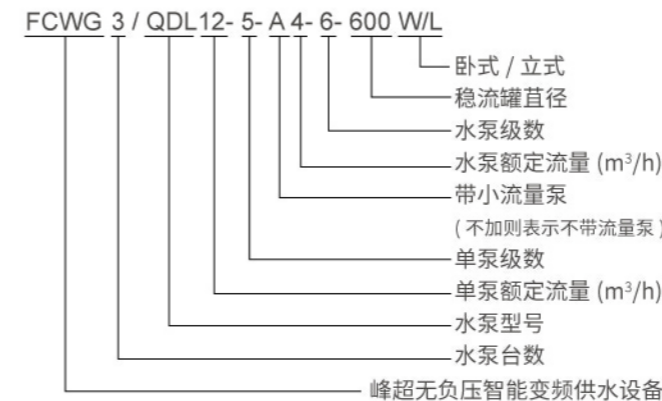 FCWG 3 / QDL12- 5- A 4- 6- 600 W/L
卧式 / 立式
稳流罐苴径
水泵级数
水泵额定流量 (m³/h)
带小流量泵
( 不加则表示不带流量泵 )
单泵级数
单泵额定流量 (m³/h)
水泵型号
水泵台数
峰超无负压智能变频供水设备